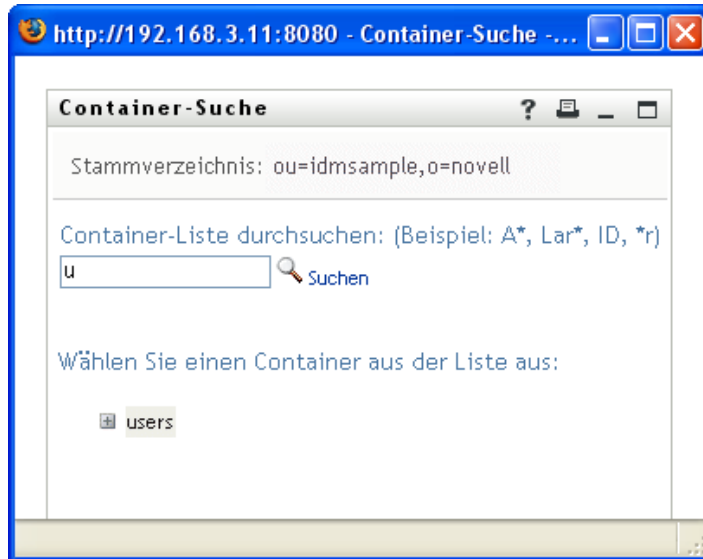 http://192.168.3.11:8080 - Container-Suche -...
Container-Suche
Stammverzeichnis: ou=idmsample,o=novell
Container-Liste durchsuchen: (Beispiel: A*, Lar*, ID, *r)
u Suchen
Wählen Sie einen Container aus der Liste aus:
users